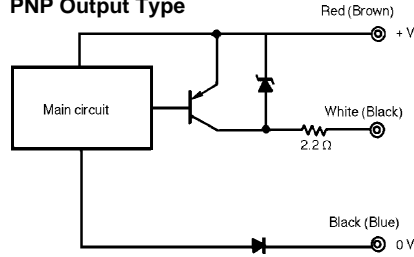 PNP Output Type
Red (Brown)
+ V
Main circuit
White (Black)
2.2 Ω
Black (Blue)
0 V